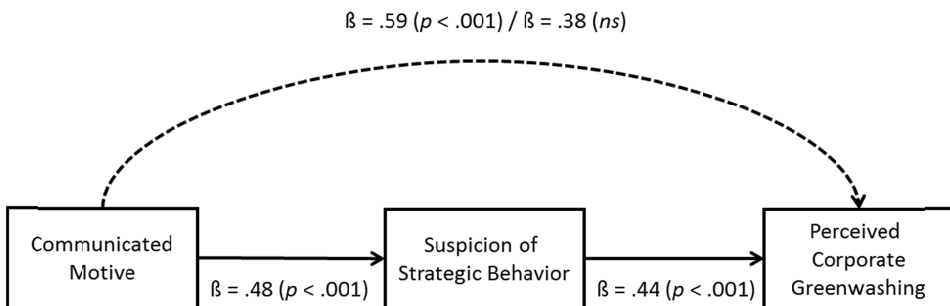 ß = .59 (p < .001) / ß = .38 (ns)
Communicated
Motive
Suspicion of
Strategic Behavior
Perceived
Corporate
Greenwashing
ß = .48 (p < .001)
ß = .44 (p < .001)